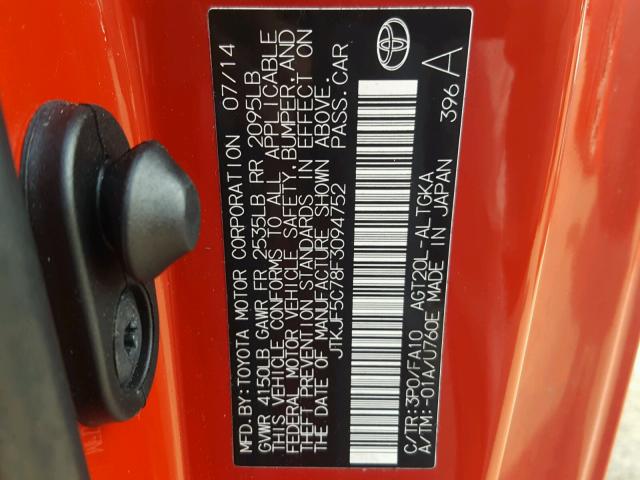 MFD. BY: TOYOTA MOTOR CORPORATION 07/14
GVWR 4150LB GAWR FR 2535LB RR 2095LB
THIS VEHICLE CONFORMS TO ALL APPLICABLE
FEDERAL MOTOR VEHICLE SAFETY, BUMPER, AND
THEFT PREVENTION STANDARDS IN EFFECT ON
THE DATE OF MANUFACTURE SHOWN ABOVE.
JTKJF5C78F3094752 PASS. CAR
C/TR:3P0/FA10 AGT20L-ALTGKA
A/TM:-01A/U760E MADE IN JAPAN 396 A